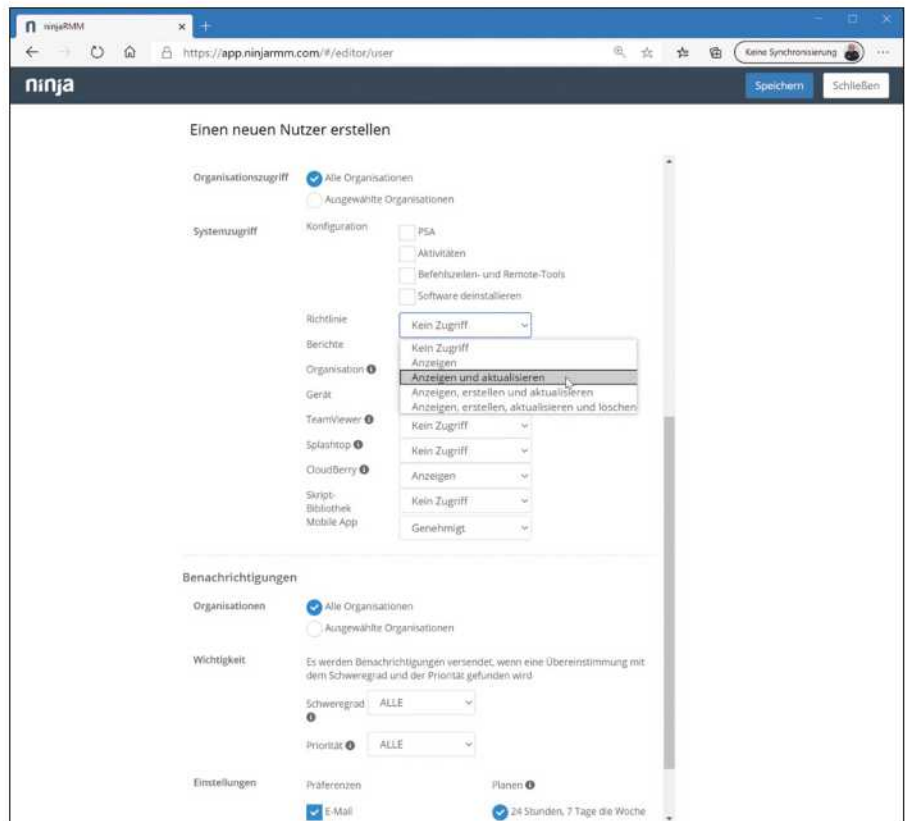 n ninjaRMM
https://app.ninjarmm.com/#/editor/user
Keine Synchronisierung
ninja
Speichern
Schließen
Einen neuen Nutzer erstellen
Organisationszugriff
Alle Organisationen
Ausgewählte Organisationen
Systemzugriff
Konfiguration
PSA
Aktivitäten
Befehlszeilen- und Remote-Tools
Software deinstallieren
Richtlinie
Kein Zugriff
Kein Zugriff
Anzeigen
Anzeigen und aktualisieren
Anzeigen, erstellen und aktualisieren
Anzeigen, erstellen, aktualisieren und löschen
Berichte
Organisation
Gerät
TeamViewer
Kein Zugriff
Splashtop
Kein Zugriff
CloudBerry
Anzeigen
Skript-
Bibliothek
Kein Zugriff
Mobile App
Genehmigt
Benachrichtigungen
Organisationen
Alle Organisationen
Ausgewählte Organisationen
Wichtigkeit
Es werden Benachrichtigungen versendet, wenn eine Übereinstimmung mit
dem Schweregrad und der Priorität gefunden wird
Schweregrad
ALLE
Priorität
ALLE
Einstellungen
Präferenzen
Planen
E-Mail
24 Stunden, 7 Tage die Woche